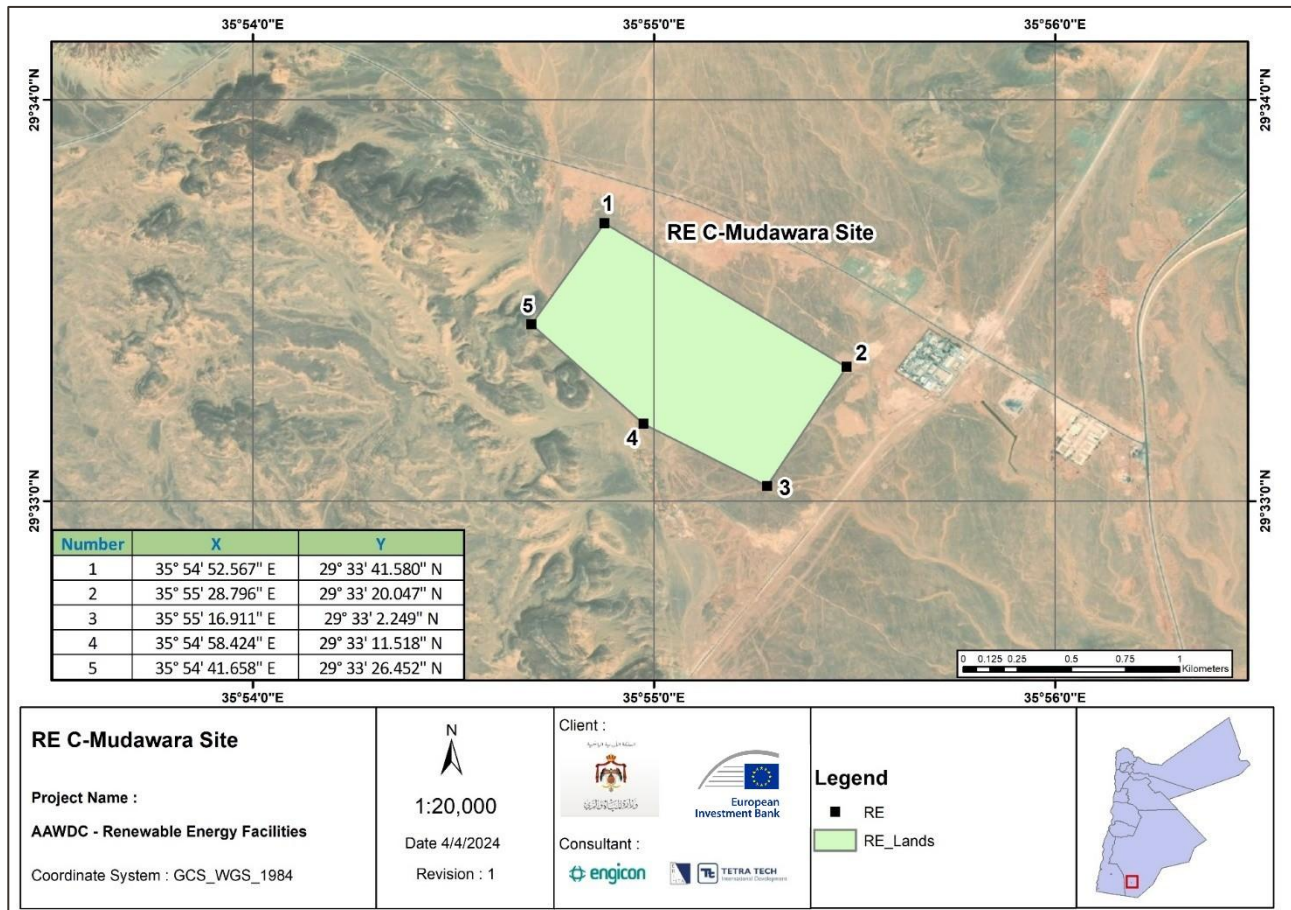 35°54'0"E 35°55'0"E 35°56'0"E
29°34'0"N 29°34'0"N
1
RE C-Mudawara Site
5
2
4
3
29°33'0"N 29°33'0"N
Number X Y
1 35° 54' 52.567" E 29° 33' 41.580" N
2 35° 55' 28.796" E 29° 33' 20.047" N
3 35° 55' 16.911" E 29° 33' 2.249" N
4 35° 54' 58.424" E 29° 33' 11.518" N
5 35° 54' 41.658" E 29° 33' 26.452" N
0 0.125 0.25 0.5 0.75 1
Kilometers
35°54'0"E 35°55'0"E 35°56'0"E
RE C-Mudawara Site
Project Name :
AAWDC - Renewable Energy Facilities
Coordinate System : GCS_WGS_1984
N
1:20,000
Date 4/4/2024
Revision : 1
Client :
European
Investment Bank
Consultant :
engicon
TETRA TECH
International Development
Legend
RE
RE_Lands